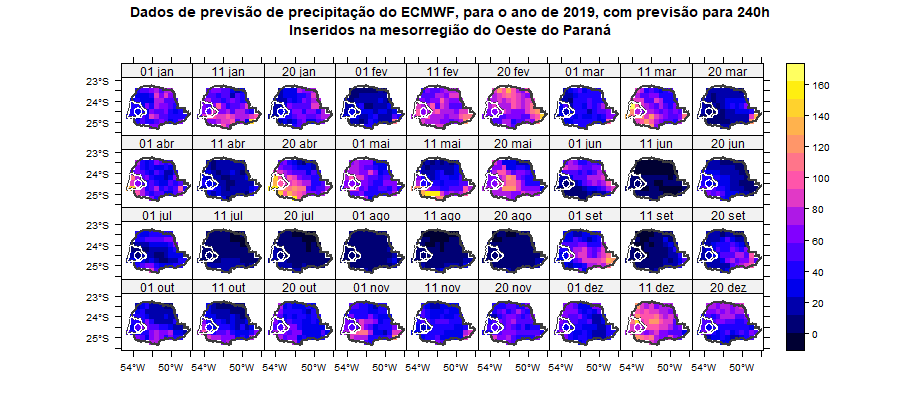 Dados de previsão de precipitação do ECMWF, para o ano de 2019, com previsão para 240h
Inseridos na mesorregião do Oeste do Paraná
01 jan 11 jan 20 jan 01 fev 11 fev 20 fev 01 mar 11 mar 20 mar
23°S
24°S
25°S
01 abr 11 abr 20 abr 01 mai 11 mai 20 mai 01 jun 11 jun 20 jun
23°S
24°S
25°S
01 jul 11 jul 20 jul 01 ago 11 ago 20 ago 01 set 11 set 20 set
23°S
24°S
25°S
01 out 11 out 20 out 01 nov 11 nov 20 nov 01 dez 11 dez 20 dez
23°S
24°S
25°S
54°W 50°W 54°W 50°W 54°W 50°W 54°W 50°W 54°W 50°W 54°W 50°W 54°W 50°W 54°W 50°W 54°W 50°W
160
140
120
100
80
60
40
20
0